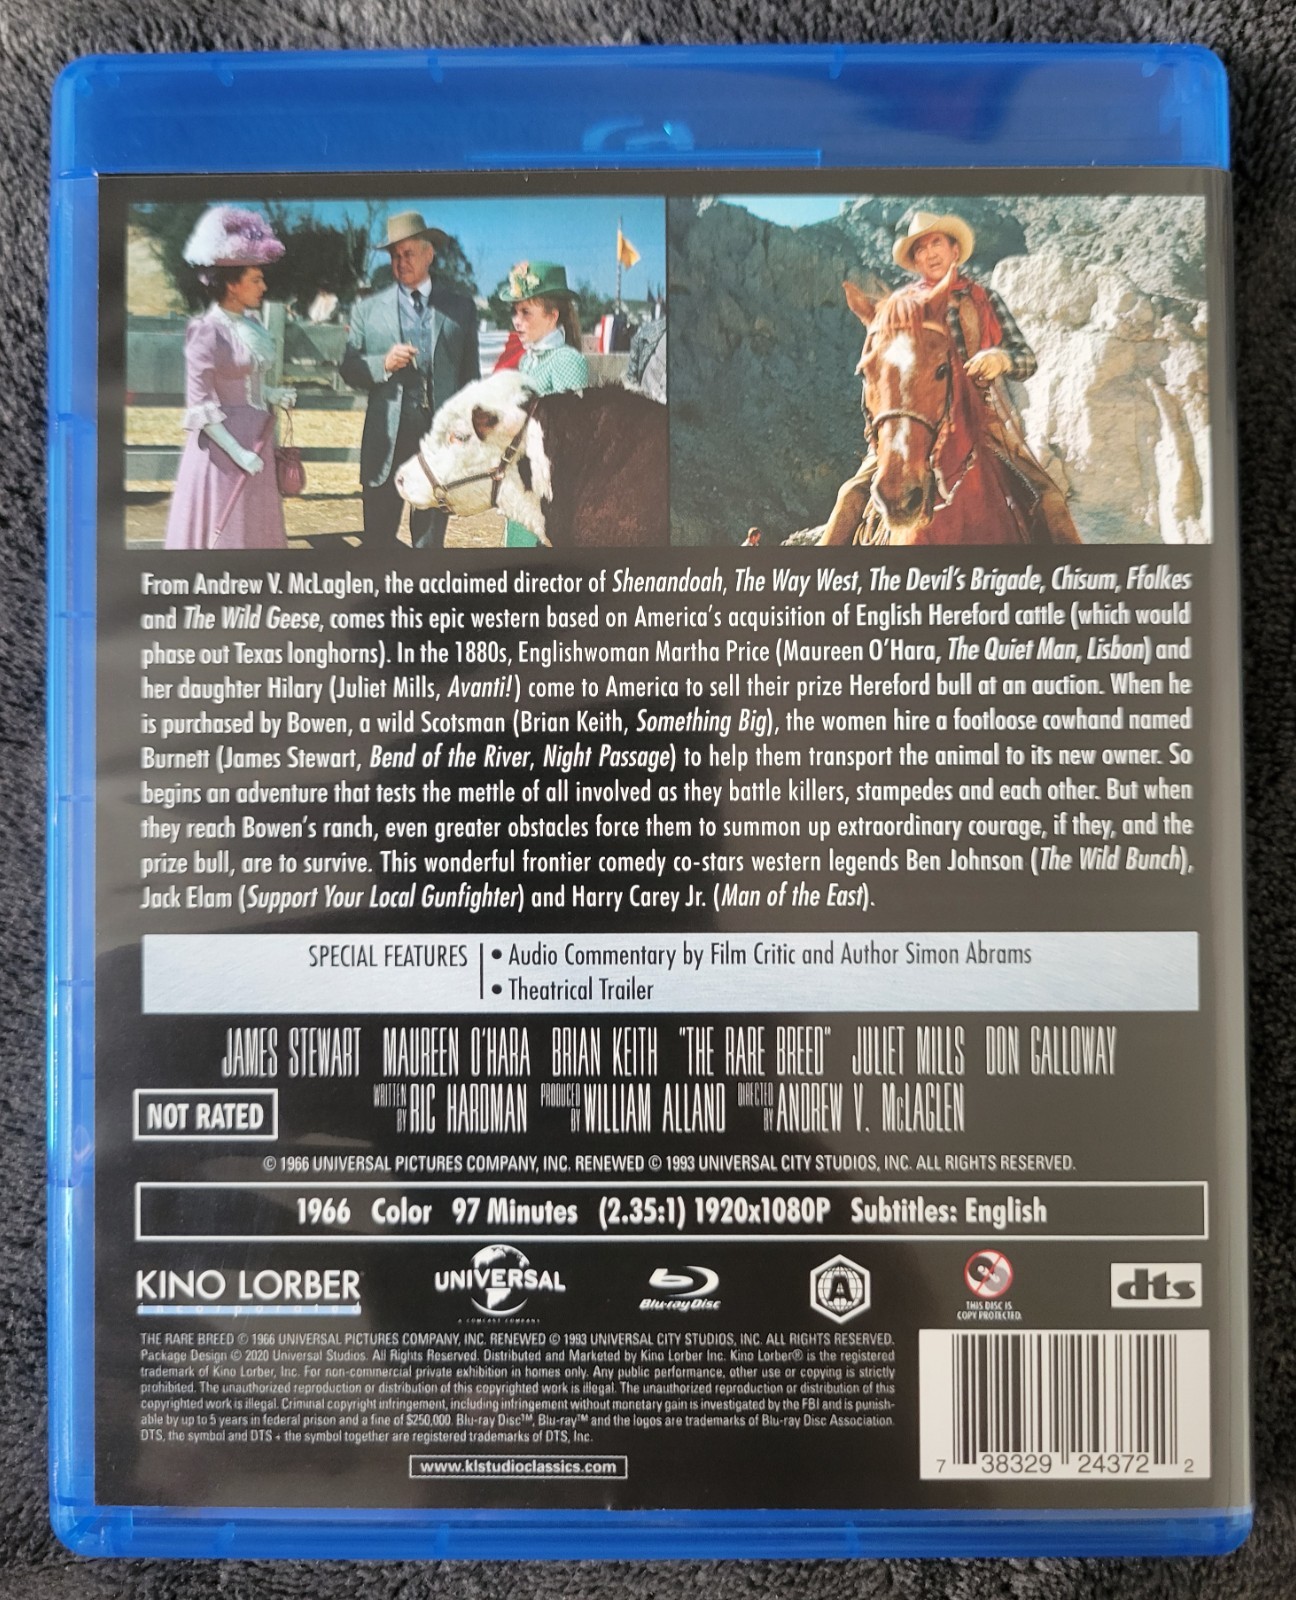 From Andrew V. McLaglen, the acclaimed director of Shenandoah, The Way West, The Devil's Brigade, Chisum, Ffolkes
and The Wild Geese, comes this epic western based on America's acquisition of English Hereford cattle (which would
phase out Texas longhorns). In the 1880s, Englishwoman Martha Price (Maureen O'Hara, The Quiet Man, Lisbon) and
her daughter Hilary (Juliet Mills, Avanti!) come to America to sell their prize Hereford bull at an auction. When he
is purchased by Bowen, a wild Scotsman (Brian Keith, Something Big), the women hire a footloose cowhand named
Burnett (James Stewart, Bend of the River, Night Passage) to help them transport the animal to its new owner. So
begins an adventure that tests the mettle of all involved as they battle killers, stampedes and each other. But when
they reach Bowen's ranch, even greater obstacles force them to summon up extraordinary courage, if they, and the
prize bull, are to survive. This wonderful frontier comedy co-stars western legends Ben Johnson (The Wild Bunch),
Jack Elam (Support Your Local Gunfighter) and Harry Carey Jr. (Man of the East).
SPECIAL FEATURES • Audio Commentary by Film Critic and Author Simon Abrams
• Theatrical Trailer
JAMES STEWART MAUREEN O'HARA BRIAN KEITH "THE RARE BREED" JULIET MILLS DON GALLOWAY
WRITTEN BY RIC HARDMAN PRODUCED BY WILLIAM ALLAND DIRECTED BY ANDREW V. McLAGLEN
NOT RATED
© 1966 UNIVERSAL PICTURES COMPANY, INC. RENEWED © 1993 UNIVERSAL CITY STUDIOS, INC. ALL RIGHTS RESERVED.
1966 Color 97 Minutes (2.35:1) 1920x1080P Subtitles: English
KINO LORBER
incorporated
UNIVERSAL
A COMCAST COMPANY
Blu-ray Disc
A
THIS DISC IS
COPY PROTECTED.
dts
THE RARE BREED © 1966 UNIVERSAL PICTURES COMPANY, INC. RENEWED © 1993 UNIVERSAL CITY STUDIOS, INC. ALL RIGHTS RESERVED.
Package Design © 2020 Universal Studios. All Rights Reserved. Distributed and Marketed by Kino Lorber Inc. Kino Lorber® is the registered
trademark of Kino Lorber, Inc. For non-commercial private exhibition in homes only. Any public performance, other use or copying is strictly
prohibited. The unauthorized reproduction or distribution of this copyrighted work is illegal. The unauthorized reproduction or distribution of this
copyrighted work is illegal. Criminal copyright infringement, including infringement without monetary gain is investigated by the FBI and is punish-
able by up to 5 years in federal prison and a fine of $250,000. Blu-ray Disc™, Blu-ray™ and the logos are trademarks of Blu-ray Disc Association.
DTS, the symbol and DTS + the symbol together are registered trademarks of DTS, Inc.
www.klstudioclassics.com
7 38329 24372 2